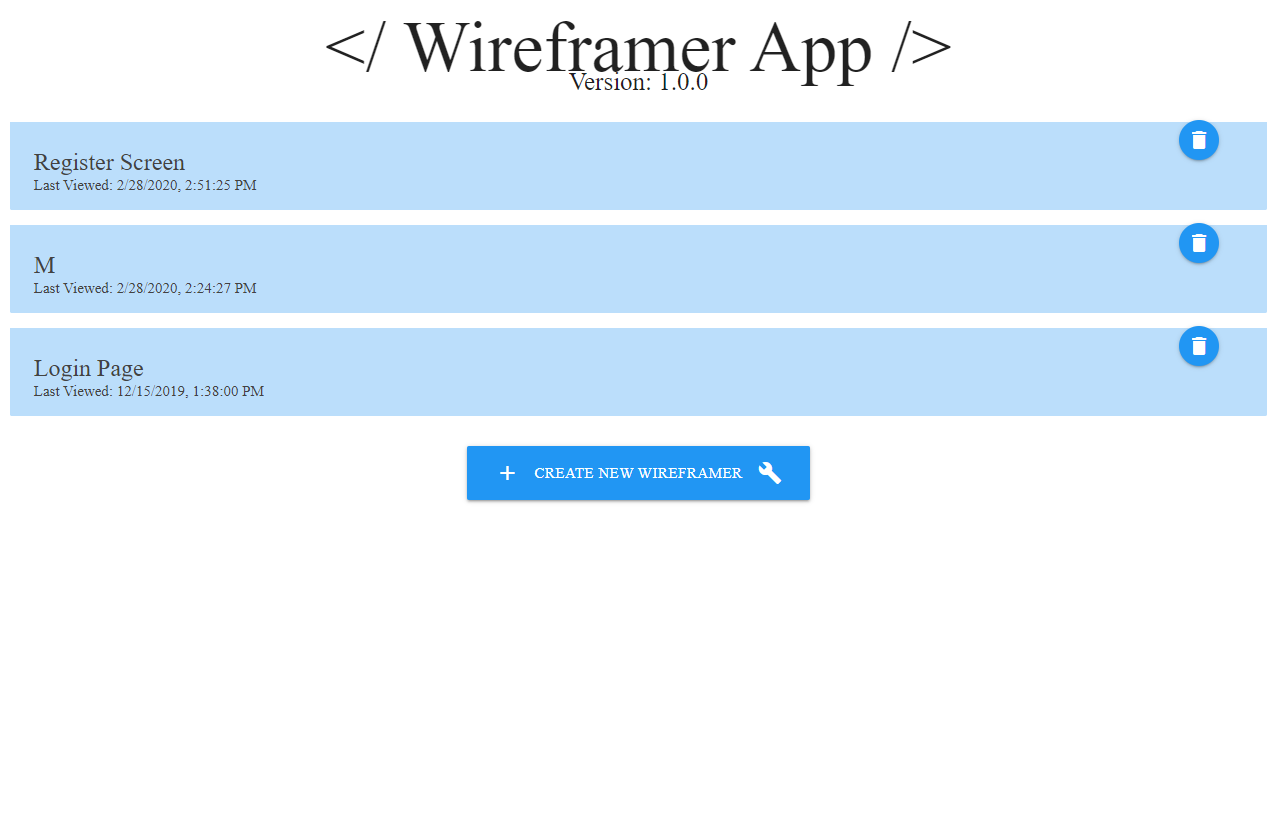 </ Wireframer App />
Version: 1.0.0
Register Screen
Last Viewed: 2/28/2020, 2:51:25 PM
M
Last Viewed: 2/28/2020, 2:24:27 PM
Login Page
Last Viewed: 12/15/2019, 1:38:00 PM
CREATE NEW WIREFRAMER